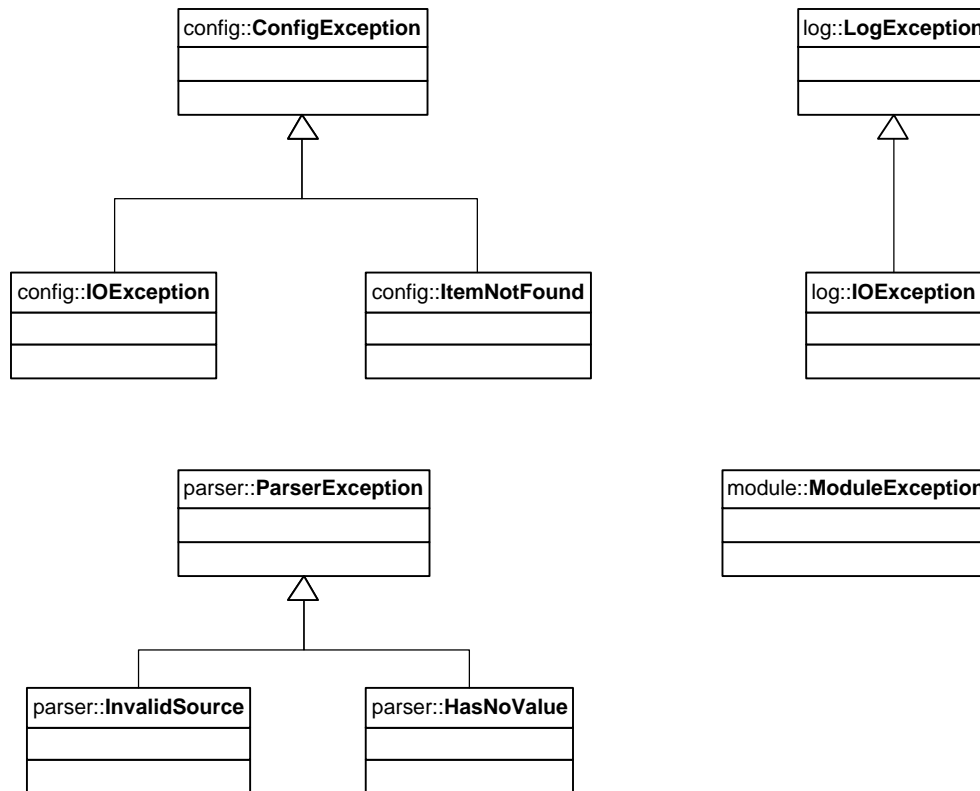 config::ConfigException
log::LogException
config::IOException
config::ItemNotFound
log::IOException
parser::ParserException
module::ModuleException
parser::InvalidSource
parser::HasNoValue